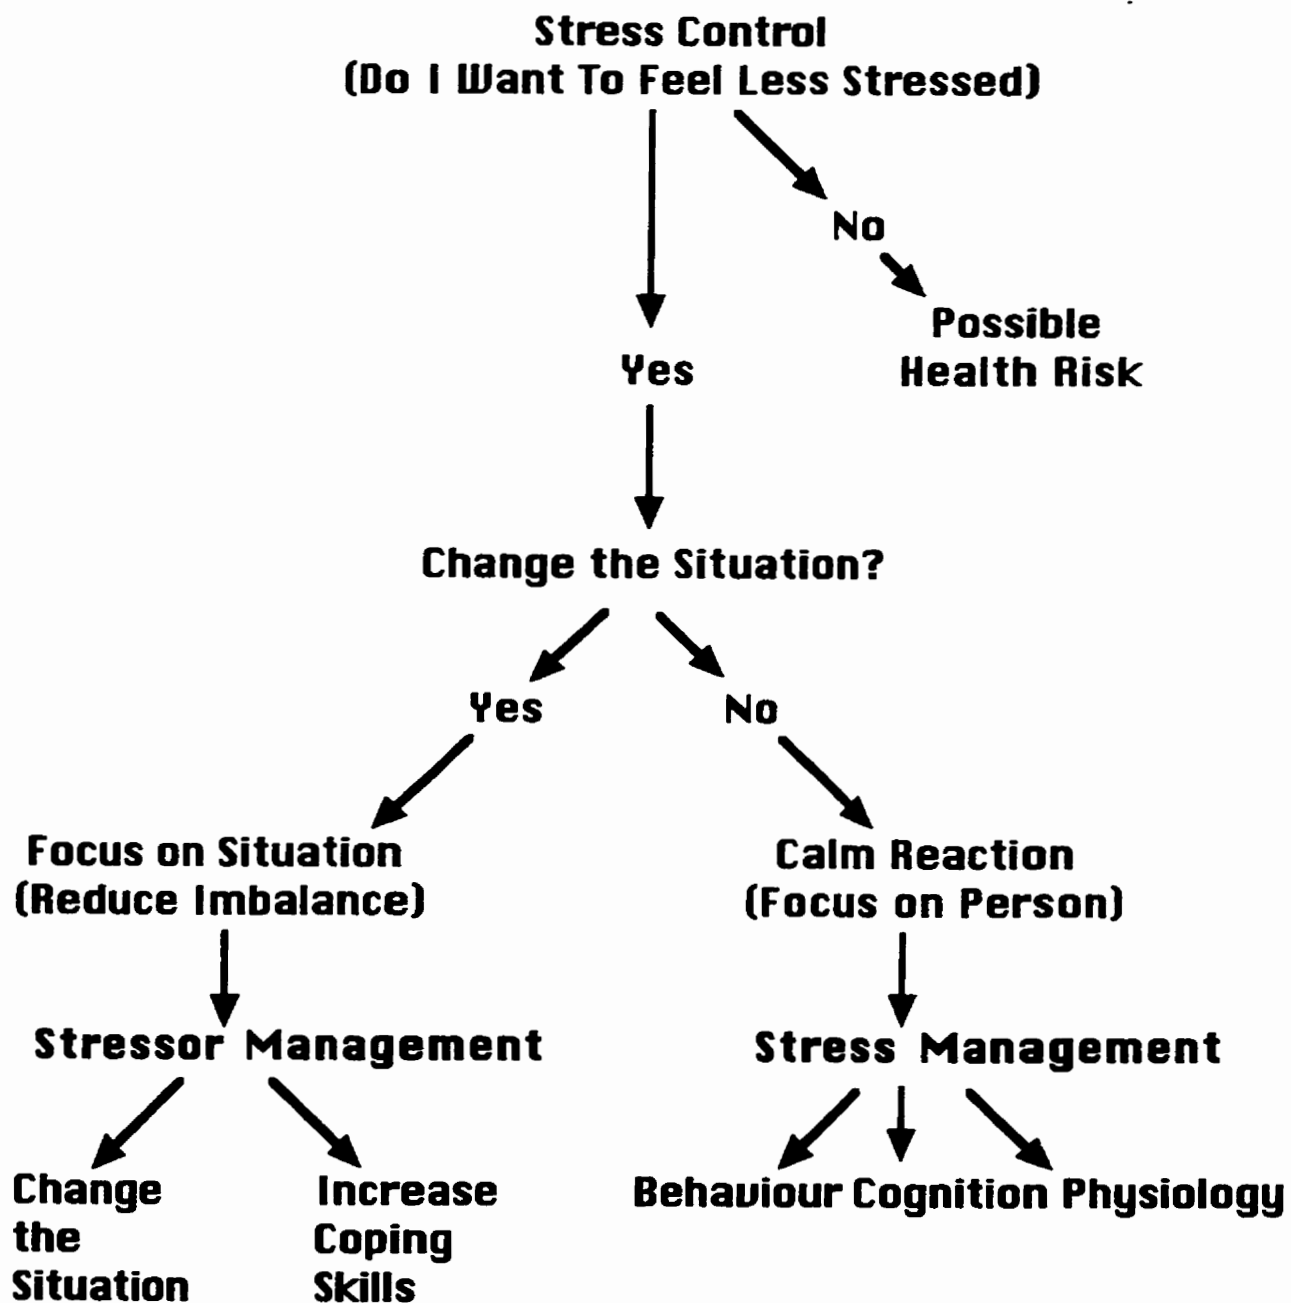 Stress Control
(Do I Want To Feel Less Stressed)
No
Possible
Health Risk
Yes
Change the Situation?
Yes
No
Focus on Situation
(Reduce Imbalance)
Calm Reaction
(Focus on Person)
Stressor Management
Stress Management
Change
the
Situation
Increase
Coping
Skills
Behaviour Cognition Physiology